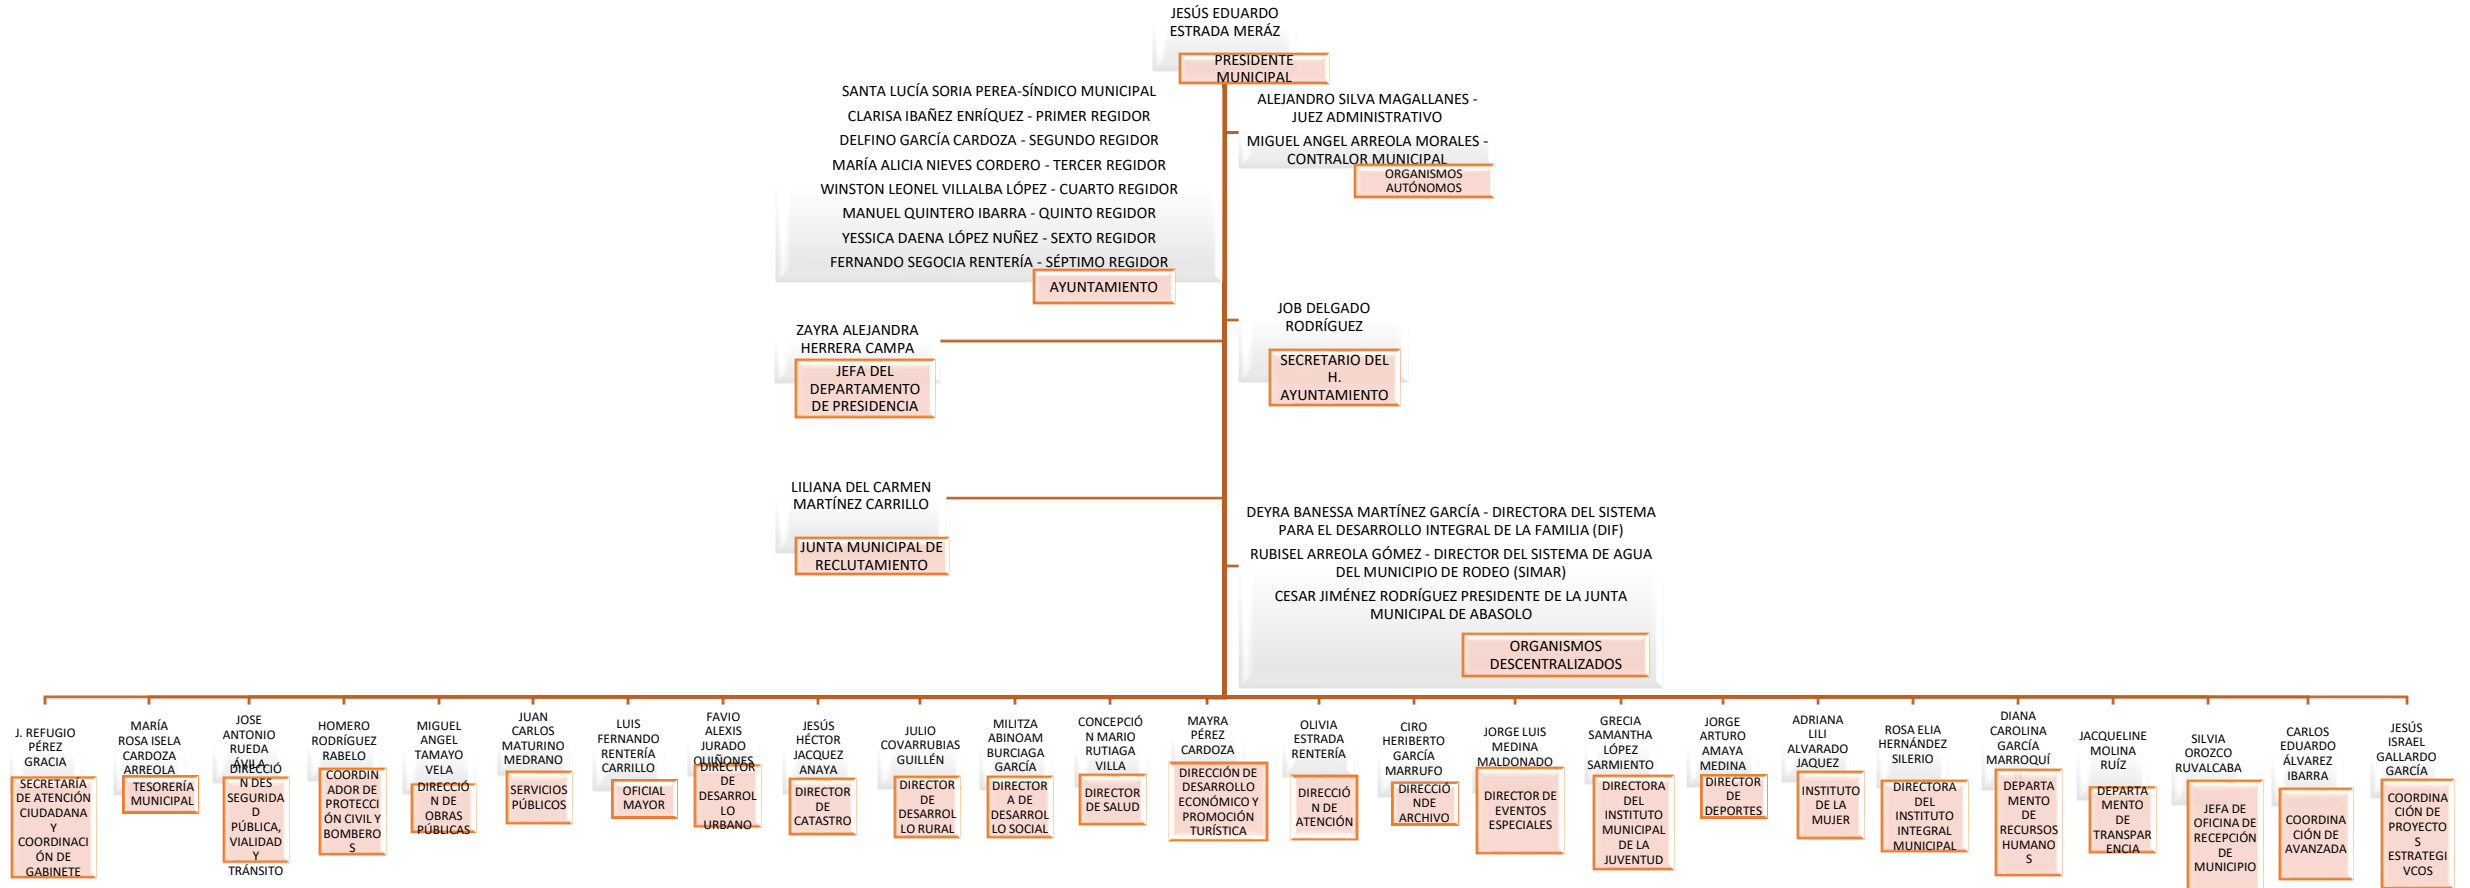 JESÚS EDUARDO
ESTRADA MERÁZ
PRESIDENTE
MUNICIPAL
SANTA LUCÍA SORIA PEREA-SÍNDICO MUNICIPAL
CLARISA IBAÑEZ ENRÍQUEZ - PRIMER REGIDOR
DELFINO GARCÍA CARDOZA - SEGUNDO REGIDOR
MARÍA ALICIA NIEVES CORDERO - TERCER REGIDOR
WINSTON LEONEL VILLALBA LÓPEZ - CUARTO REGIDOR
MANUEL QUINTERO IBARRA - QUINTO REGIDOR
YESSICA DAENA LÓPEZ NUÑEZ - SEXTO REGIDOR
FERNANDO SEGOCIA RENTERÍA - SÉPTIMO REGIDOR
AYUNTAMIENTO
ALEJANDRO SILVA MAGALLANES -
JUEZ ADMINISTRATIVO
MIGUEL ANGEL ARREOLA MORALES -
CONTRALOR MUNICIPAL
ORGANISMOS
AUTÓNOMOS
ZAYRA ALEJANDRA
HERRERA CAMPA
JEFA DEL
DEPARTAMENTO
DE PRESIDENCIA
JOB DELGADO
RODRÍGUEZ
SECRETARIO DEL
H.
AYUNTAMIENTO
LILIANA DEL CARMEN
MARTÍNEZ CARRILLO
JUNTA MUNICIPAL DE
RECLUTAMIENTO
DEYRA BANESSA MARTÍNEZ GARCÍA - DIRECTORA DEL SISTEMA
PARA EL DESARROLLO INTEGRAL DE LA FAMILIA (DIF)
RUBISEL ARREOLA GÓMEZ - DIRECTOR DEL SISTEMA DE AGUA
DEL MUNICIPIO DE RODEO (SIMAR)
CESAR JIMÉNEZ RODRÍGUEZ PRESIDENTE DE LA JUNTA
MUNICIPAL DE ABASOLO
ORGANISMOS
DESCENTRALIZADOS
J. REFUGIO
PÉREZ
GRACIA
SECRETARÍA
DE ATENCIÓN
CIUDADANA
Y
COORDINACI
ÓN DE
GABINETE
MARÍA
ROSA ISELA
CARDOZA
ARREOLA
TESORERÍA
MUNICIPAL
JOSE
ANTONIO
RUEDA
ÁVILA
DIRECCIÓ
N DES
SEGURIDA
D
PÚBLICA,
VIALIDAD
Y
TRÁNSITO
HOMERO
RODRÍGUEZ
RABELO
COORDIN
ADOR DE
PROTECCI
ÓN CIVIL Y
BOMBERO
S
MIGUEL
ANGEL
TAMAYO
VELA
DIRECCIÓ
N DE
OBRAS
PÚBLICAS
JUAN
CARLOS
MATURINO
MEDRANO
SERVICIOS
PÚBLICOS
LUIS
FERNANDO
RENTERÍA
CARRILLO
OFICIAL
MAYOR
FAVIO
ALEXIS
JURADO
QUIÑONES
DIRECTOR
DE
DESARROL
LO
URBANO
JESÚS
HÉCTOR
JACQUEZ
ANAYA
DIRECTOR
DE
CATASTRO
JULIO
COVARRUBIAS
GUILLÉN
DIRECTOR
DE
DESARROL
LO RURAL
MILITZA
ABINOAM
BURCIAGA
GARCÍA
DIRECTOR
A DE
DESARROL
LO SOCIAL
CONCEPCIÓ
N MARIO
RUTIAGA
VILLA
DIRECTOR
DE SALUD
MAYRA
PÉREZ
CARDOZA
DIRECCIÓN DE
DESARROLLO
ECONÓMICO Y
PROMOCIÓN
TURÍSTICA
OLIVIA
ESTRADA
RENTERÍA
DIRECCIÓ
N DE
ATENCIÓN
CIRO
HERIBERTO
GARCÍA
MARRUFO
DIRECCIÓ
NDE
ARCHIVO
JORGE LUIS
MEDINA
MALDONADO
DIRECTOR DE
EVENTOS
ESPECIALES
GRECIA
SAMANTHA
LÓPEZ
SARMIENTO
DIRECTORA
DEL
INSTITUTO
MUNICIPAL
DE LA
JUVENTUD
JORGE
ARTURO
AMAYA
MEDINA
DIRECTOR
DE
DEPORTES
ADRIANA
LILI
ALVARADO
JAQUEZ
INSTITUTO
DE LA
MUJER
ROSA ELIA
HERNÁNDEZ
SILERIO
DIRECTORA
DEL
INSTITUTO
INTEGRAL
MUNICIPAL
DIANA
CAROLINA
GARCÍA
MARROQUÍ
DEPARTA
MENTO
DE
RECURSOS
HUMANO
S
JACQUELINE
MOLINA
RUÍZ
DEPARTA
MENTO
DE
TRANSPAR
ENCIA
SILVIA
OROZCO
RUVALCABA
JEFA DE
OFICINA DE
RECEPCIÓN
DE
MUNICIPIO
CARLOS
EDUARDO
ÁLVAREZ
IBARRA
COORDINA
CIÓN DE
AVANZADA
JESÚS
ISRAEL
GALLARDO
GARCÍA
COORDINA
CIÓN DE
PROYECTO
S
ESTRATEGI
VCOS